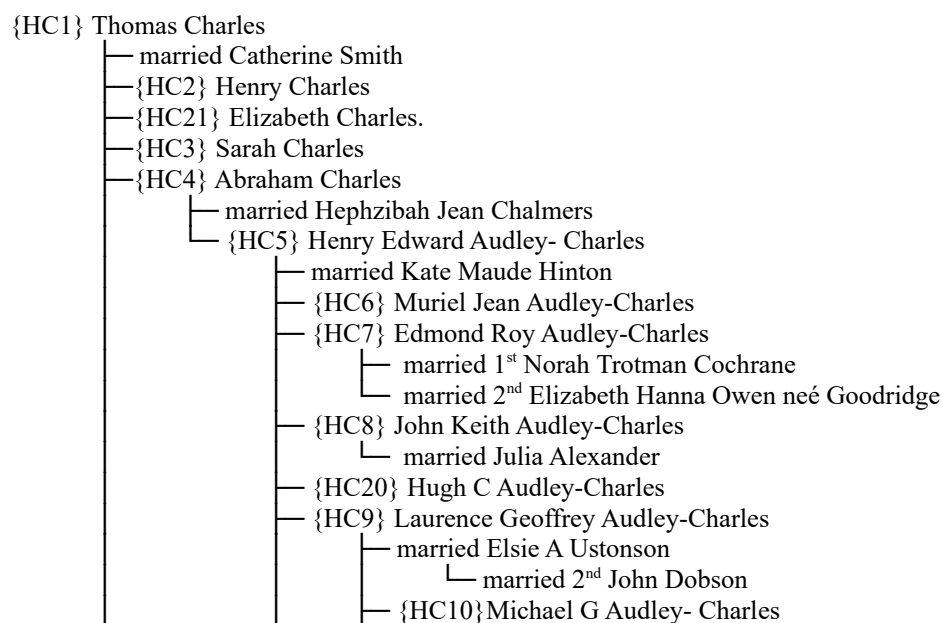 {HC1} Thomas Charles
married Catherine Smith
{HC2} Henry Charles
{HC21} Elizabeth Charles.
{HC3} Sarah Charles
{HC4} Abraham Charles
married Hephzibah Jean Chalmers
{HC5} Henry Edward Audley- Charles
married Kate Maude Hinton
{HC6} Muriel Jean Audley-Charles
{HC7} Edmond Roy Audley-Charles
married 1st Norah Trotman Cochrane
married 2nd Elizabeth Hanna Owen neé Goodridge
{HC8} John Keith Audley-Charles
married Julia Alexander
{HC20} Hugh C Audley-Charles
{HC9} Laurence Geoffrey Audley-Charles
married Elsie A Ustonson
married 2nd John Dobson
{HC10}Michael G Audley- Charles